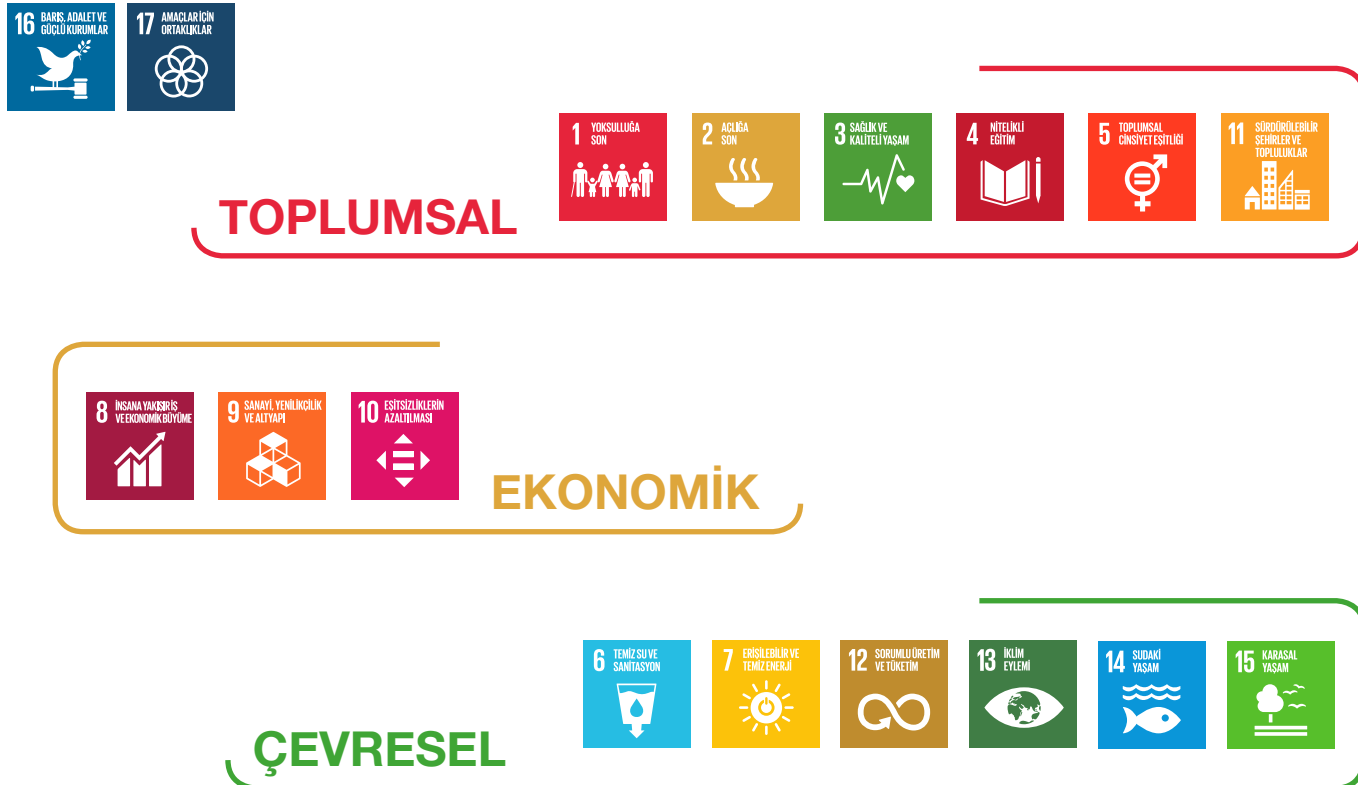 16 BARIŞ, ADALET VE
GÜÇLÜ KURUMLAR
17 AMAÇLAR İÇİN
ORTAKLIKLAR
1 YOKSULLUĞA
SON
2 AÇLIĞA
SON
3 SAĞLIK VE
KALİTELİ YAŞAM
4 NİTELİKLİ
EĞİTİM
5 TOPLUMSAL
CİNSİYET EŞİTLİĞİ
11 SÜRDÜRÜLEBİLİR
ŞEHİRLER VE
TOPLULUKLAR
TOPLUMSAL
8 İNSANA YAKIŞIR İŞ
VE EKONOMİK BÜYÜME
9 SANAYİ, YENİLİKÇİLİK
VE ALTYAPI
10 EŞİTSİZLİKLERİN
AZALTILMASI
EKONOMİK
6 TEMİZ SU VE
SANİTASYON
7 ERİŞİLEBİLİR VE
TEMİZ ENERJİ
12 SORUMLU ÜRETİM
VE TÜKETİM
13 İKLİM
EYLEMİ
14 SUDAKİ
YAŞAM
15 KARASAL
YAŞAM
ÇEVRESEL